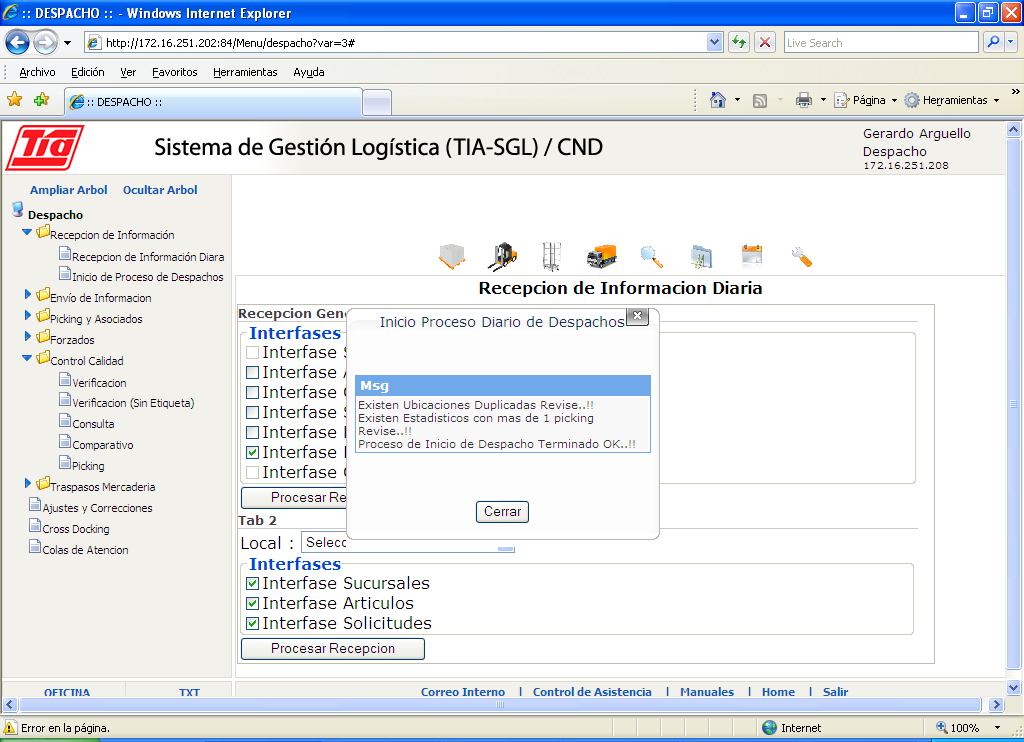 :: DESPACHO :: - Windows Internet Explorer
http://172.16.251.202:84/Menu/despacho?var=3#
Live Search
Archivo Edición Ver Favoritos Herramientas Ayuda
:: DESPACHO ::
Página Herramientas »
Tia
Sistema de Gestión Logística (TIA-SGL) / CND
Gerardo Arguello
Despacho
172.16.251.208
Ampliar Arbol Ocultar Arbol
Despacho
Recepcion de Información
Recepcion de Información Diara
Inicio de Proceso de Despachos
Envío de Informacion
Picking y Asociados
Forzados
Control Calidad
Verificacion
Verificacion (Sin Etiqueta)
Consulta
Comparativo
Picking
Traspasos Mercaderia
Ajustes y Correcciones
Cross Docking
Colas de Atencion
Recepcion de Informacion Diaria
Recepcion Gen
Interfases
Interfase S
Interfase A
Interfase C
Interfase S
Interfase
Interfase
Interfase C
Procesar Re
Inicio Proceso Diario de Despachos
Msg
Existen Ubicaciones Duplicadas Revise..!!
Existen Estadisticos con mas de 1 picking
Revise..!!
Proceso de Inicio de Despacho Terminado OK..!!
Cerrar
Tab 2
Local : Selecc
Interfases
Interfase Sucursales
Interfase Articulos
Interfase Solicitudes
Procesar Recepcion
OFICINA TXT
Correo Interno | Control de Asistencia | Manuales | Home | Salir
Error en la página.
Internet
100%